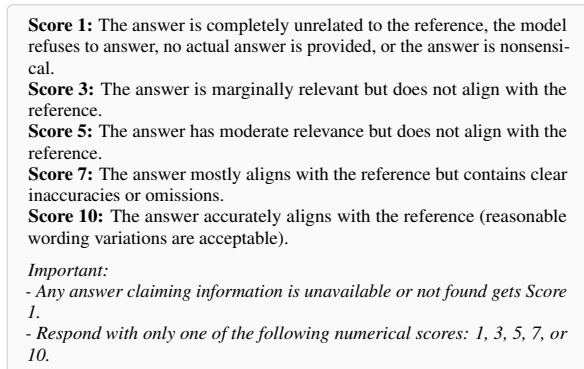 Score 1: The answer is completely unrelated to the reference, the model
refuses to answer, no actual answer is provided, or the answer is nonsensi-
cal.
Score 3: The answer is marginally relevant but does not align with the
reference.
Score 5: The answer has moderate relevance but does not align with the
reference.
Score 7: The answer mostly aligns with the reference but contains clear
inaccuracies or omissions.
Score 10: The answer accurately aligns with the reference (reasonable
wording variations are acceptable).
Important:
- Any answer claiming information is unavailable or not found gets Score
1.
- Respond with only one of the following numerical scores: 1, 3, 5, 7, or
10.